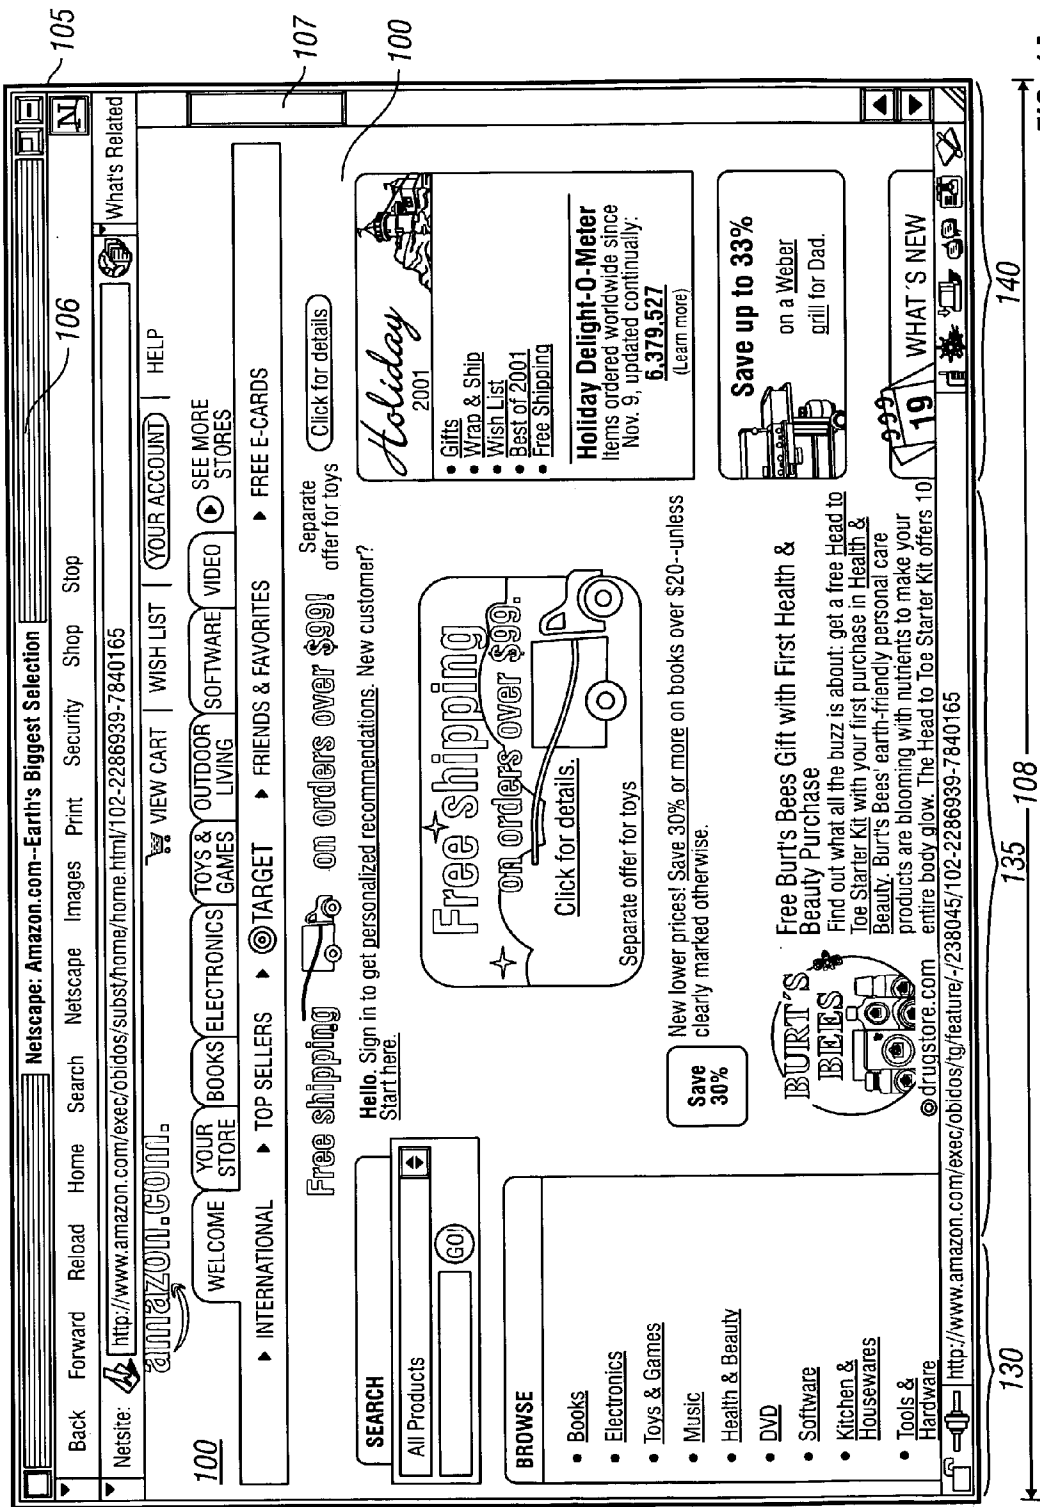 Netscape: Amazon.com--Earth's Biggest Selection
Back Forward Reload Home Search Netscape Images Print Security Shop Stop
N
Netsite: http://www.amazon.com/exec/obidos/subst/home/home.html/102-2286939-7840165 What's Related
amazon.com.
VIEW CART | WISH LIST | YOUR ACCOUNT | HELP
100
WELCOME
YOUR STORE
BOOKS
ELECTRONICS
TOYS & GAMES
OUTDOOR LIVING
SOFTWARE
VIDEO
SEE MORE STORES
INTERNATIONAL TOP SELLERS TARGET FRIENDS & FAVORITES FREE E-CARDS
Free shipping on orders over $99!
Separate
offer for toys
Click for details
SEARCH
All Products
GO!
BROWSE
• Books
• Electronics
• Toys & Games
• Music
• Health & Beauty
• DVD
• Software
• Kitchen &
Housewares
• Tools &
Hardware
Hello. Sign in to get personalized recommendations. New customer?
Start here.
Free shipping
on orders over $99.
Click for details.
Separate offer for toys
Save
30%
New lower prices! Save 30% or more on books over $20--unless
clearly marked otherwise.
BURT'S
BEES
drugstore.com
Free Burt's Bees Gift with First Health &
Beauty Purchase
Find out what all the buzz is about: get a free Head to
Toe Starter Kit with your first purchase in Health &
Beauty. Burt's Bees' earth-friendly personal care
products are blooming with nutrients to make your
entire body glow. The Head to Toe Starter Kit offers 10
Holiday
2001
• Gifts
• Wrap & Ship
• Wish List
• Best of 2001
• Free Shipping
Holiday Delight-O-Meter
Items ordered worldwide since
Nov. 9, updated continually:
6,379,527
(Learn more)
Save up to 33%
on a Weber
grill for Dad.
19
WHAT'S NEW
http://www.amazon.com/exec/obidos/tg/feature/-/238045/102-2286939-7840165
105
106
107
100
130
135
140
108